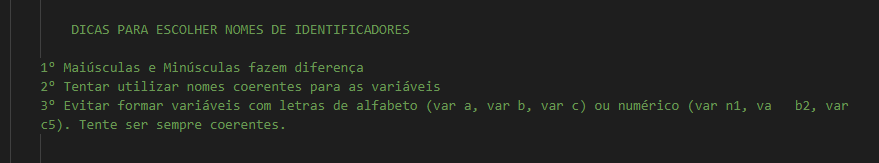 DICAS PARA ESCOLHER NOMES DE IDENTIFICADORES
1º Maiúsculas e Minúsculas fazem diferença
2º Tentar utilizar nomes coerentes para as variáveis
3º Evitar formar variáveis com letras de alfabeto (var a, var b, var c) ou numérico (var n1, va   b2, var
c5). Tente ser sempre coerentes.